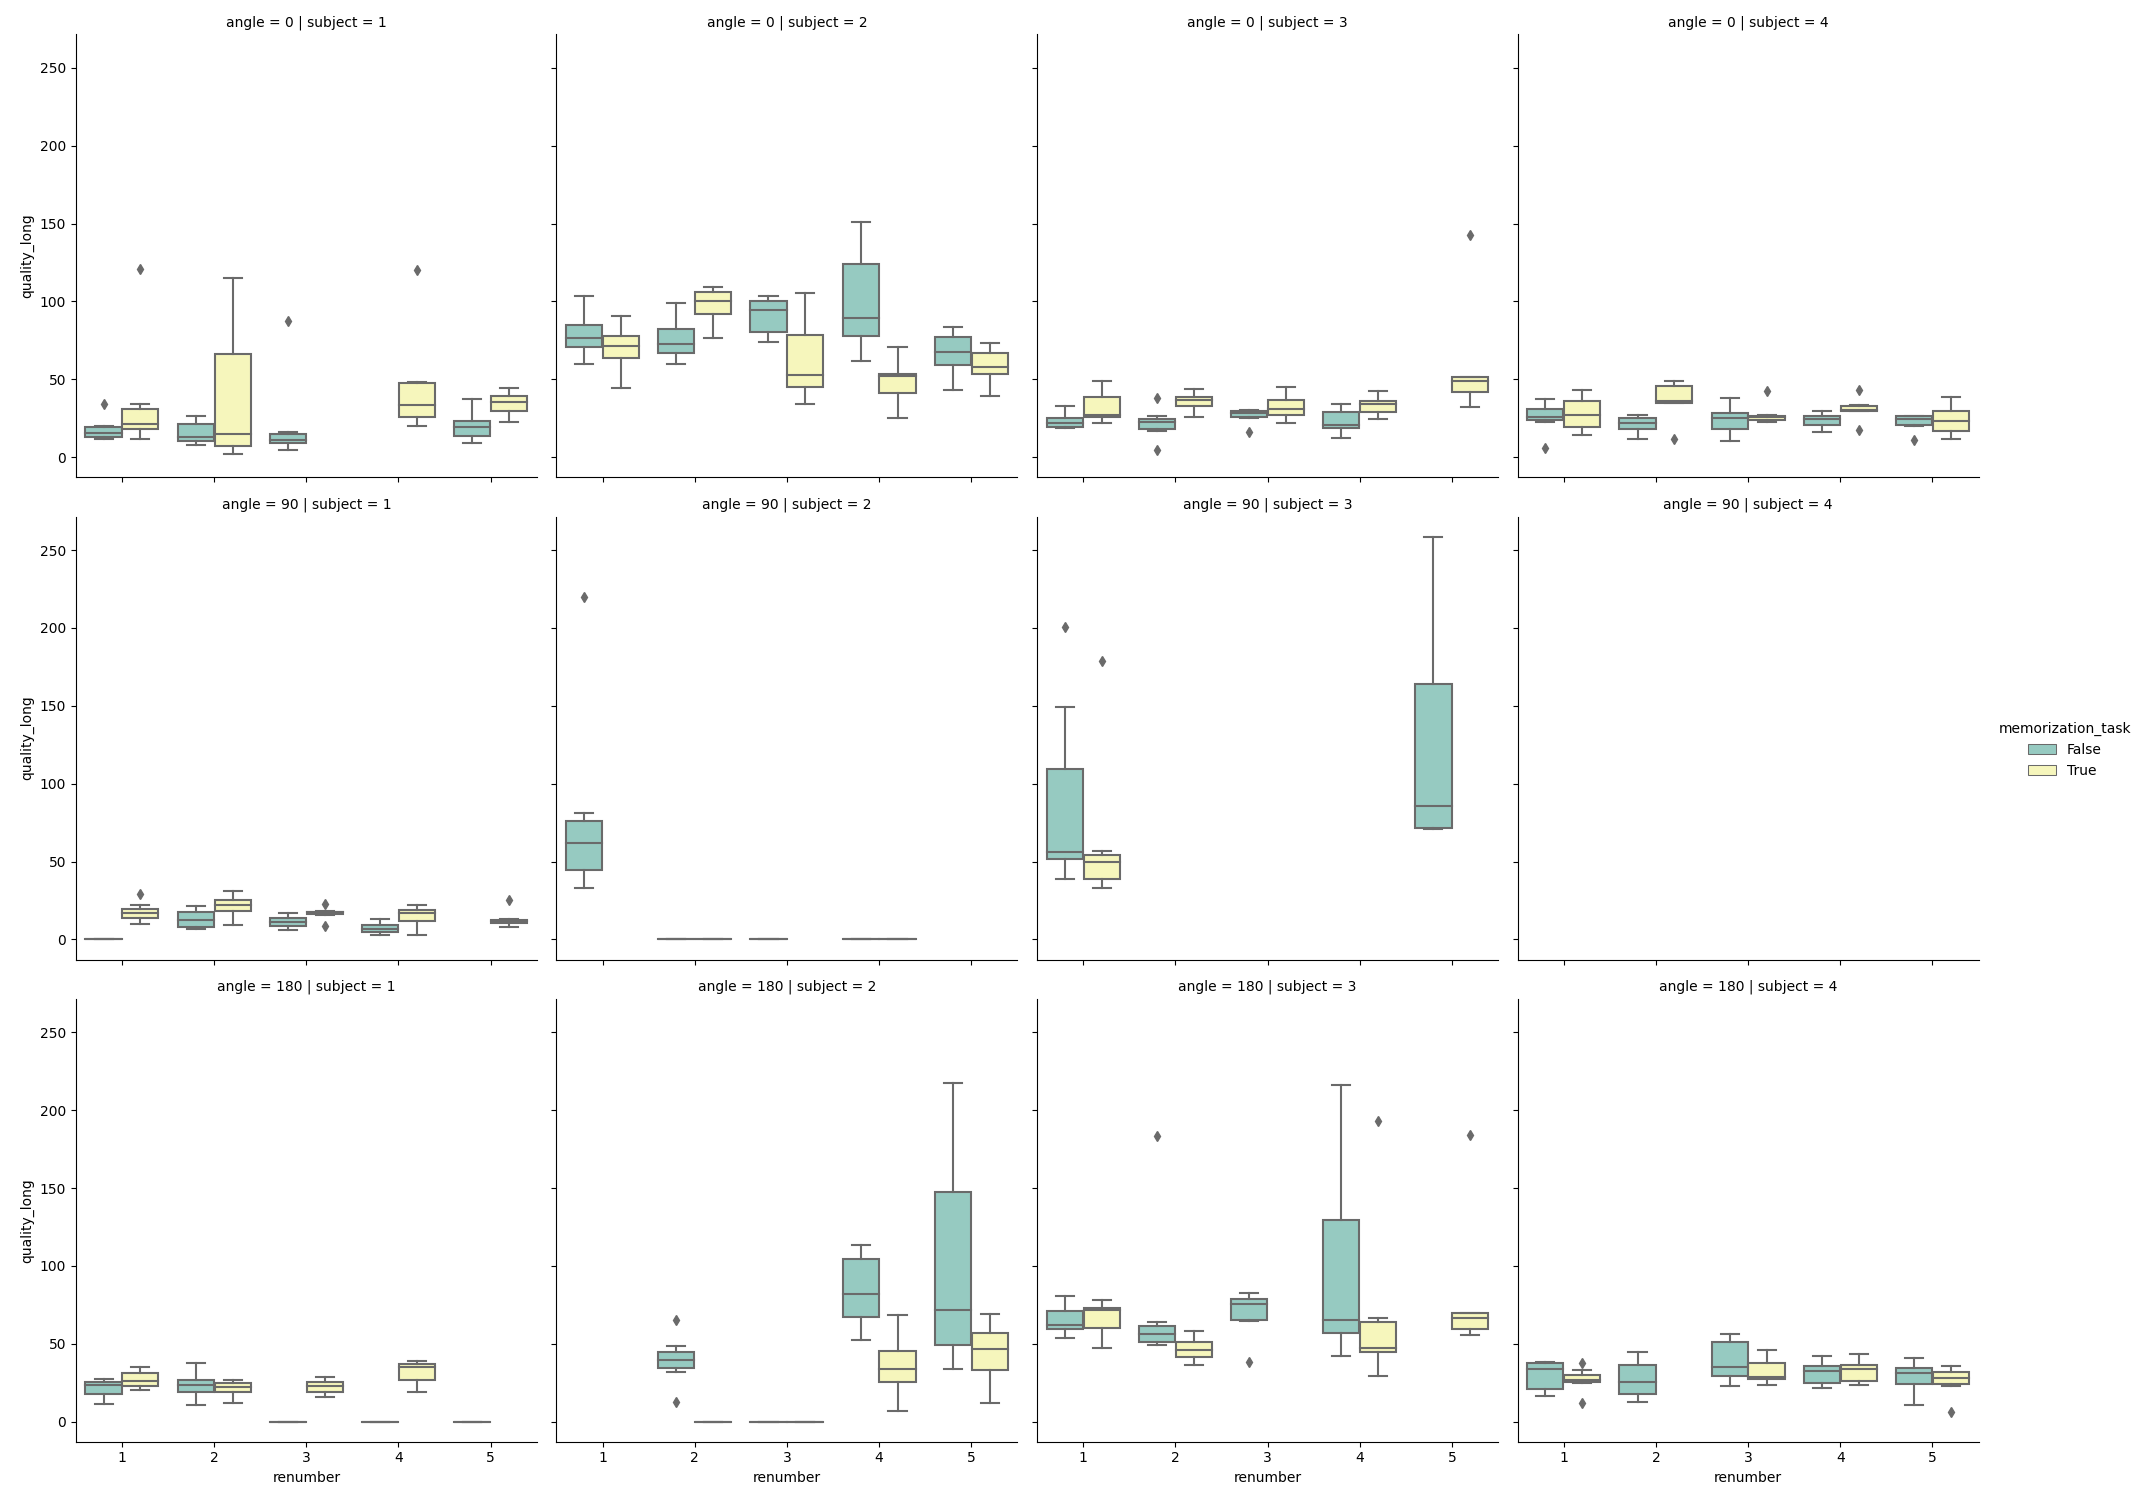 angle = 0 | subject = 1
angle = 0 | subject = 2
angle = 0 | subject = 3
angle = 0 | subject = 4
250
200
150
100
50
0
quality_long
angle = 90 | subject = 1
angle = 90 | subject = 2
angle = 90 | subject = 3
angle = 90 | subject = 4
250
200
150
100
50
0
quality_long
memorization_task
False
True
angle = 180 | subject = 1
angle = 180 | subject = 2
angle = 180 | subject = 3
angle = 180 | subject = 4
250
200
150
100
50
0
quality_long
1 2 3 4 5
renumber
1 2 3 4 5
renumber
1 2 3 4 5
renumber
1 2 3 4 5
renumber